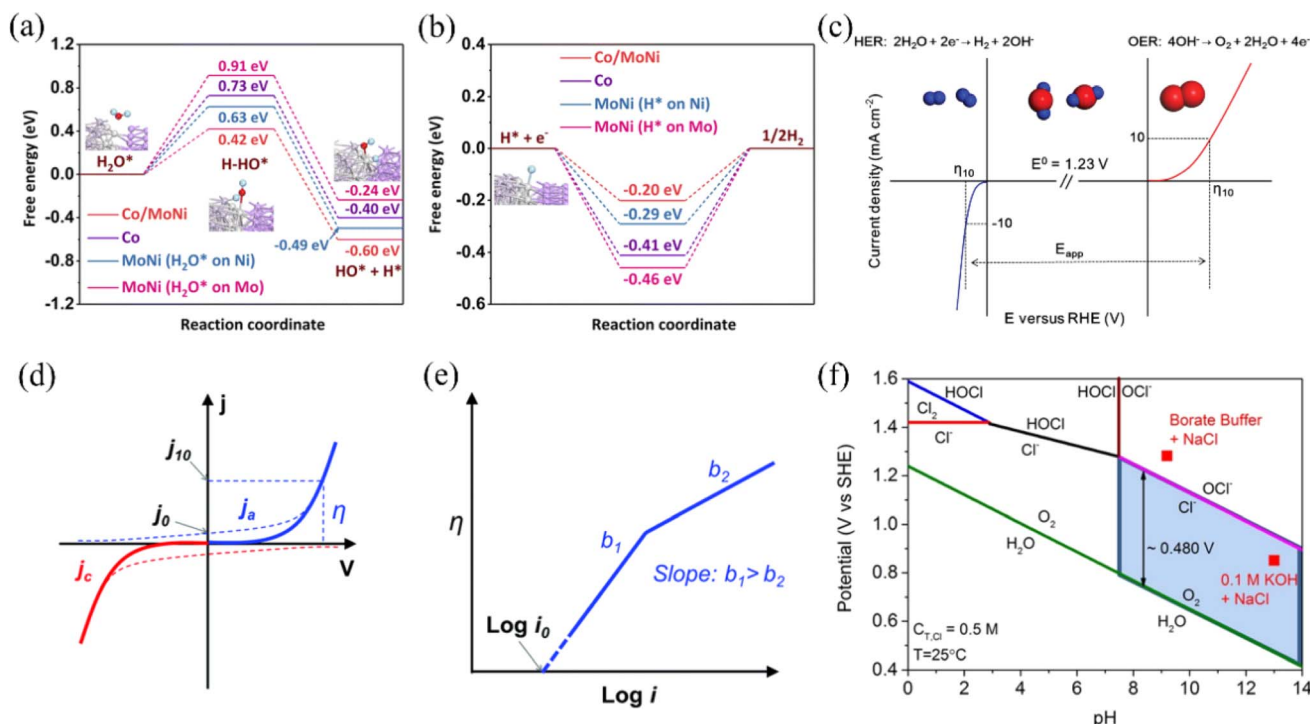 (a)
1.2
0.8
0.4
0.0
-0.4
-0.8
-1.2
Free energy (eV)
0.91 eV
0.73 eV
0.63 eV
0.42 eV
H₂O*
H-HO*
-0.24 eV
-0.40 eV
-0.49 eV
-0.60 eV
HO* + H*
Co/MoNi
Co
MoNi (H₂O* on Ni)
MoNi (H₂O* on Mo)
Reaction coordinate
(b)
0.4
0.2
0.0
-0.2
-0.4
-0.6
Free energy (eV)
Co/MoNi
Co
MoNi (H* on Ni)
MoNi (H* on Mo)
H* + e⁻
1/2H₂
-0.20 eV
-0.29 eV
-0.41 eV
-0.46 eV
Reaction coordinate
(c)
HER: 2H₂O + 2e⁻→ H₂ + 2OH⁻
OER: 4OH⁻→ O₂ + 2H₂O + 4e⁻
Current density (mA cm⁻²)
10
η₁₀
E⁰ = 1.23 V
η₁₀
-10
Eapp
E versus RHE (V)
(d)
j
j₁₀
j₀
jₐ
η
V
j꜀
(e)
η
b₂
b₁
Slope: b₁> b₂
Log i₀
Log i
(f)
1.6
1.4
1.2
1.0
0.8
0.6
0.4
Potential (V vs SHE)
HOCl
Cl₂
Cl⁻
HOCl
Cl⁻
HOCl
OCl⁻
Borate Buffer
+ NaCl
OCl⁻
Cl⁻
O₂
H₂O
~ 0.480 V
0.1 M KOH
+ NaCl
O₂
H₂O
C_T,Cl = 0.5 M
T=25°C
0 2 4 6 8 10 12 14
pH